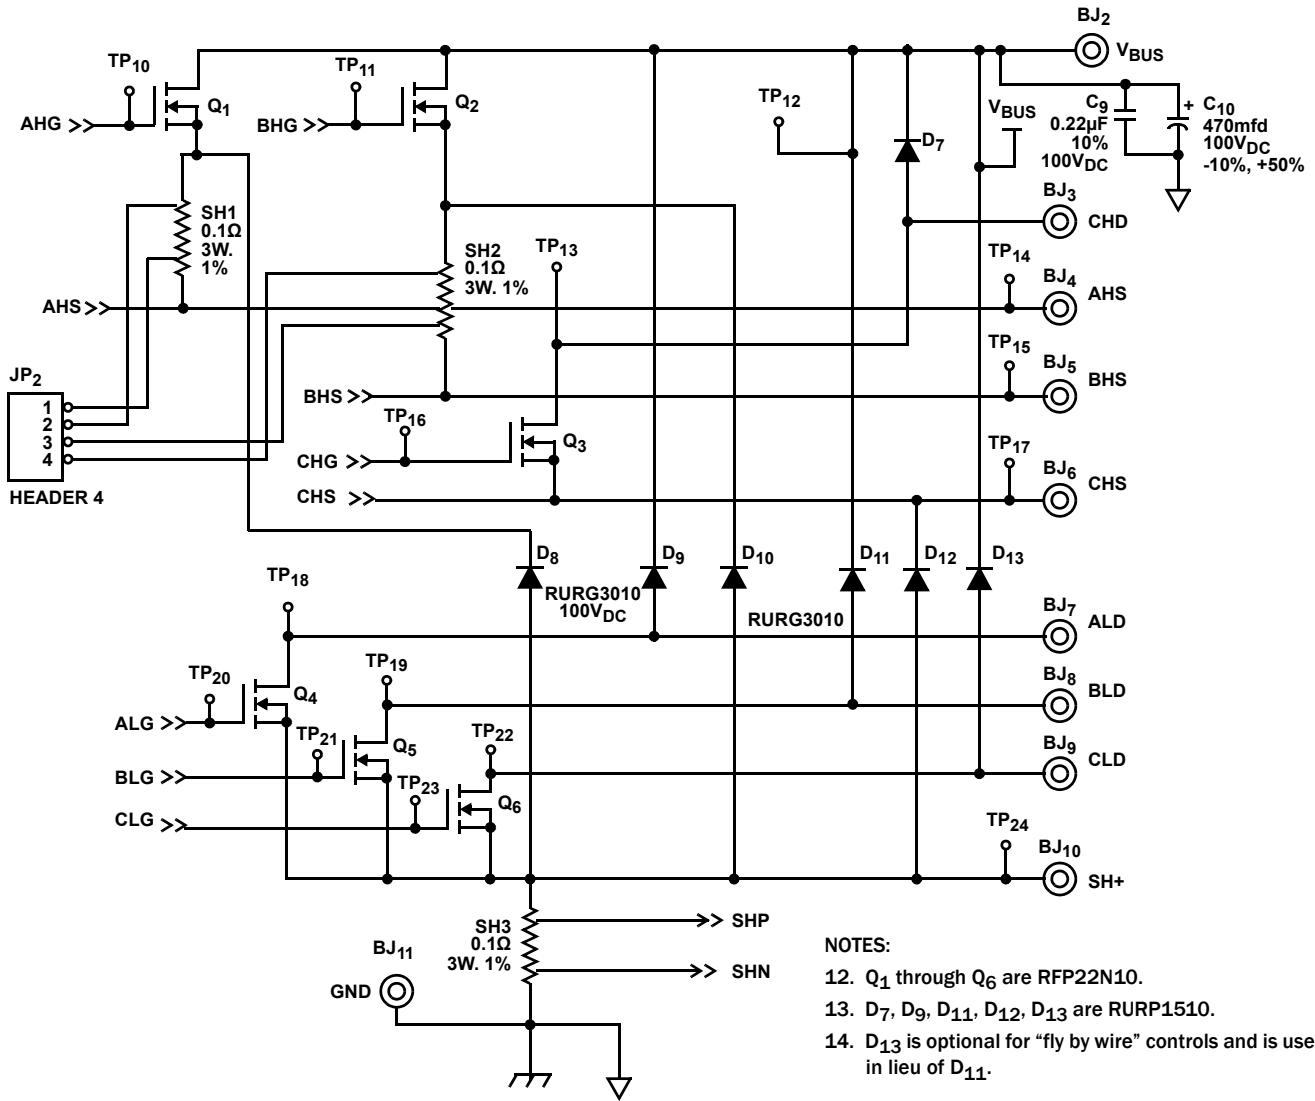 BJ2
VBUS
TP10
Q1
AHG
TP11
Q2
BHG
TP12
D7
VBUS
C9
0.22µF
10%
100VDC
+
C10
470mfd
100VDC
-10%, +50%
BJ3
CHD
SH1
0.1Ω
3W.
1%
SH2
0.1Ω
3W. 1%
TP13
TP14
BJ4
AHS
AHS
TP15
BJ5
BHS
BHS
JP2
1
2
3
4
HEADER 4
TP16
Q3
CHG
CHS
TP17
BJ6
CHS
D8
RURG3010
100VDC
D9
D10
RURG3010
D11
D12
D13
TP18
BJ7
ALD
TP20
Q4
ALG
TP19
BJ8
BLD
TP21
Q5
BLG
TP22
BJ9
CLD
TP23
Q6
CLG
TP24
BJ10
SH+
SH3
0.1Ω
3W. 1%
SHP
SHN
BJ11
GND
NOTES:
12. Q1 through Q6 are RFP22N10.
13. D7, D9, D11, D12, D13 are RURP1510.
14. D13 is optional for “fly by wire” controls and is use
in lieu of D11.